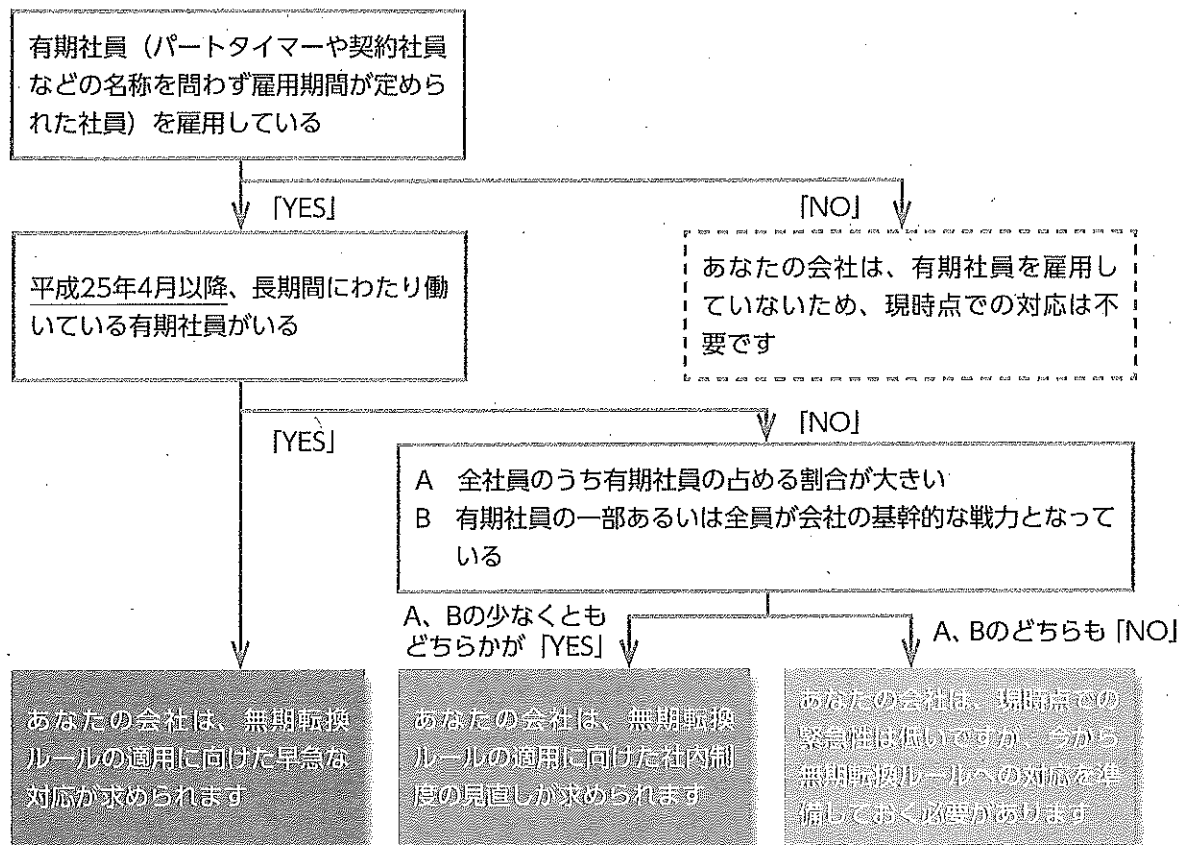 有期社員（パートタイマーや契約社員
などの名称を問わず雇用期間が定めら
れた社員）を雇用している
「YES」
「NO」
平成25年4月以降、長期間にわたり働
いている有期社員がいる
あなたの会社は、有期社員を雇用し
ていないため、現時点での対応は不
要です
「YES」
「NO」
A　全社員のうち有期社員の占める割合が大きい
B　有期社員の一部あるいは全員が会社の基幹的な戦力となって
いる
A、Bの少なくとも
どちらかが「YES」
A、Bのどちらも「NO」
あなたの会社は、無期転換
ルールの適用に向けた早急な
対応が求められます
あなたの会社は、無期転換
ルールの適用に向けた社内制
度の見直しが求められます
あなたの会社は、現時点での
緊急性は低いですが、今から
無期転換ルールへの対応を準
備しておく必要があります